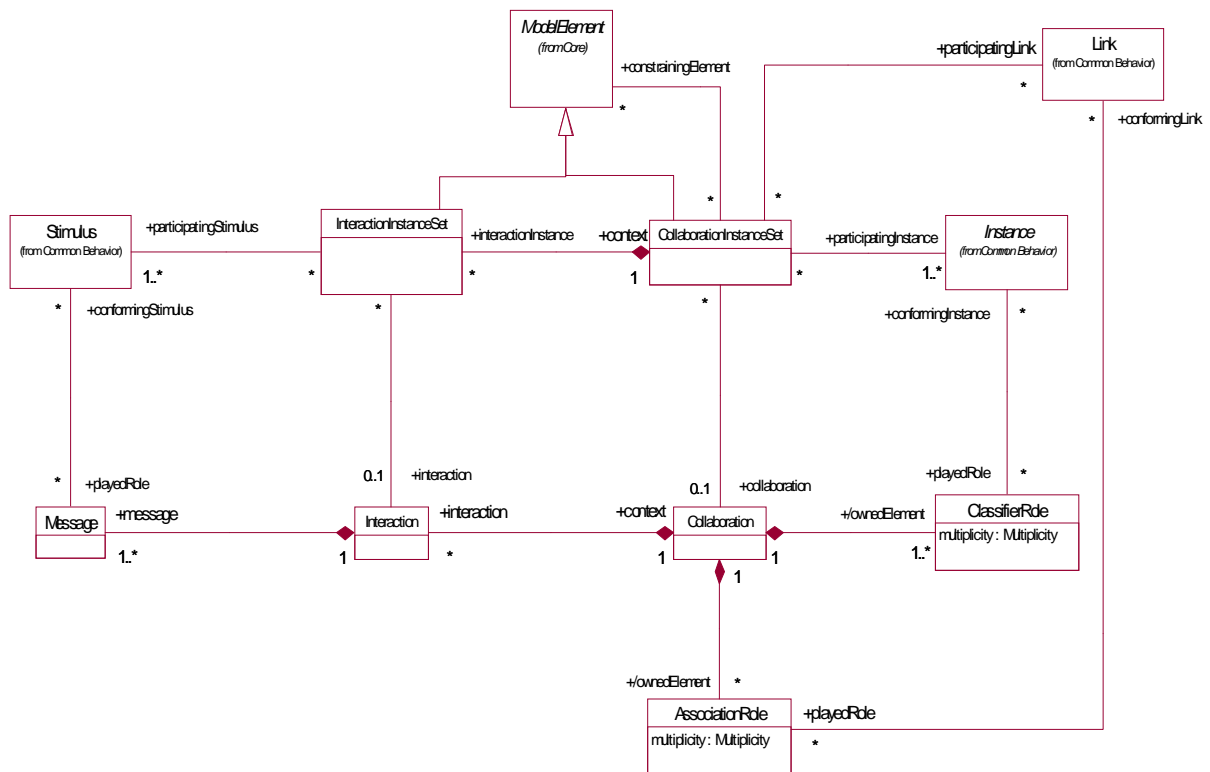 ModelElement
(from Core)
+constrainingElement
*
+participatingLink
*
Link
(from Common Behavior)
*
+conformingLink
Stimulus
(from Common Behavior)
+participatingStimulus
1..*
*
InteractionInstanceSet
+interactionInstance
*
+context
1
*
*
CollaborationInstanceSet
+participatingInstance
*
1..*
Instance
(from Common Behavior)
*
+conformingStimulus
*
*
+conformingInstance
*
*
+playedRole
0..1
+interaction
0..1
+collaboration
+playedRole
*
Message
+message
1..*
1
Interaction
+interaction
*
+context
1
Collaboration
1
1
+/ownedElement
1..*
ClassifierRole
multiplicity : Multiplicity
+/ownedElement
*
AssociationRole
multiplicity : Multiplicity
+playedRole
*